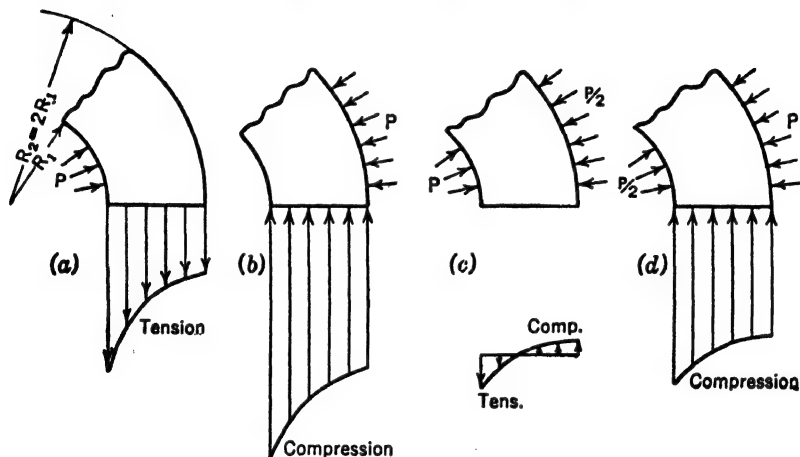 R₂=2R₁
R₁
P
P
P/2
P
P
P/2
P
(a)
(b)
(c)
(d)
Tension
Compression
Comp.
Tens.
Compression